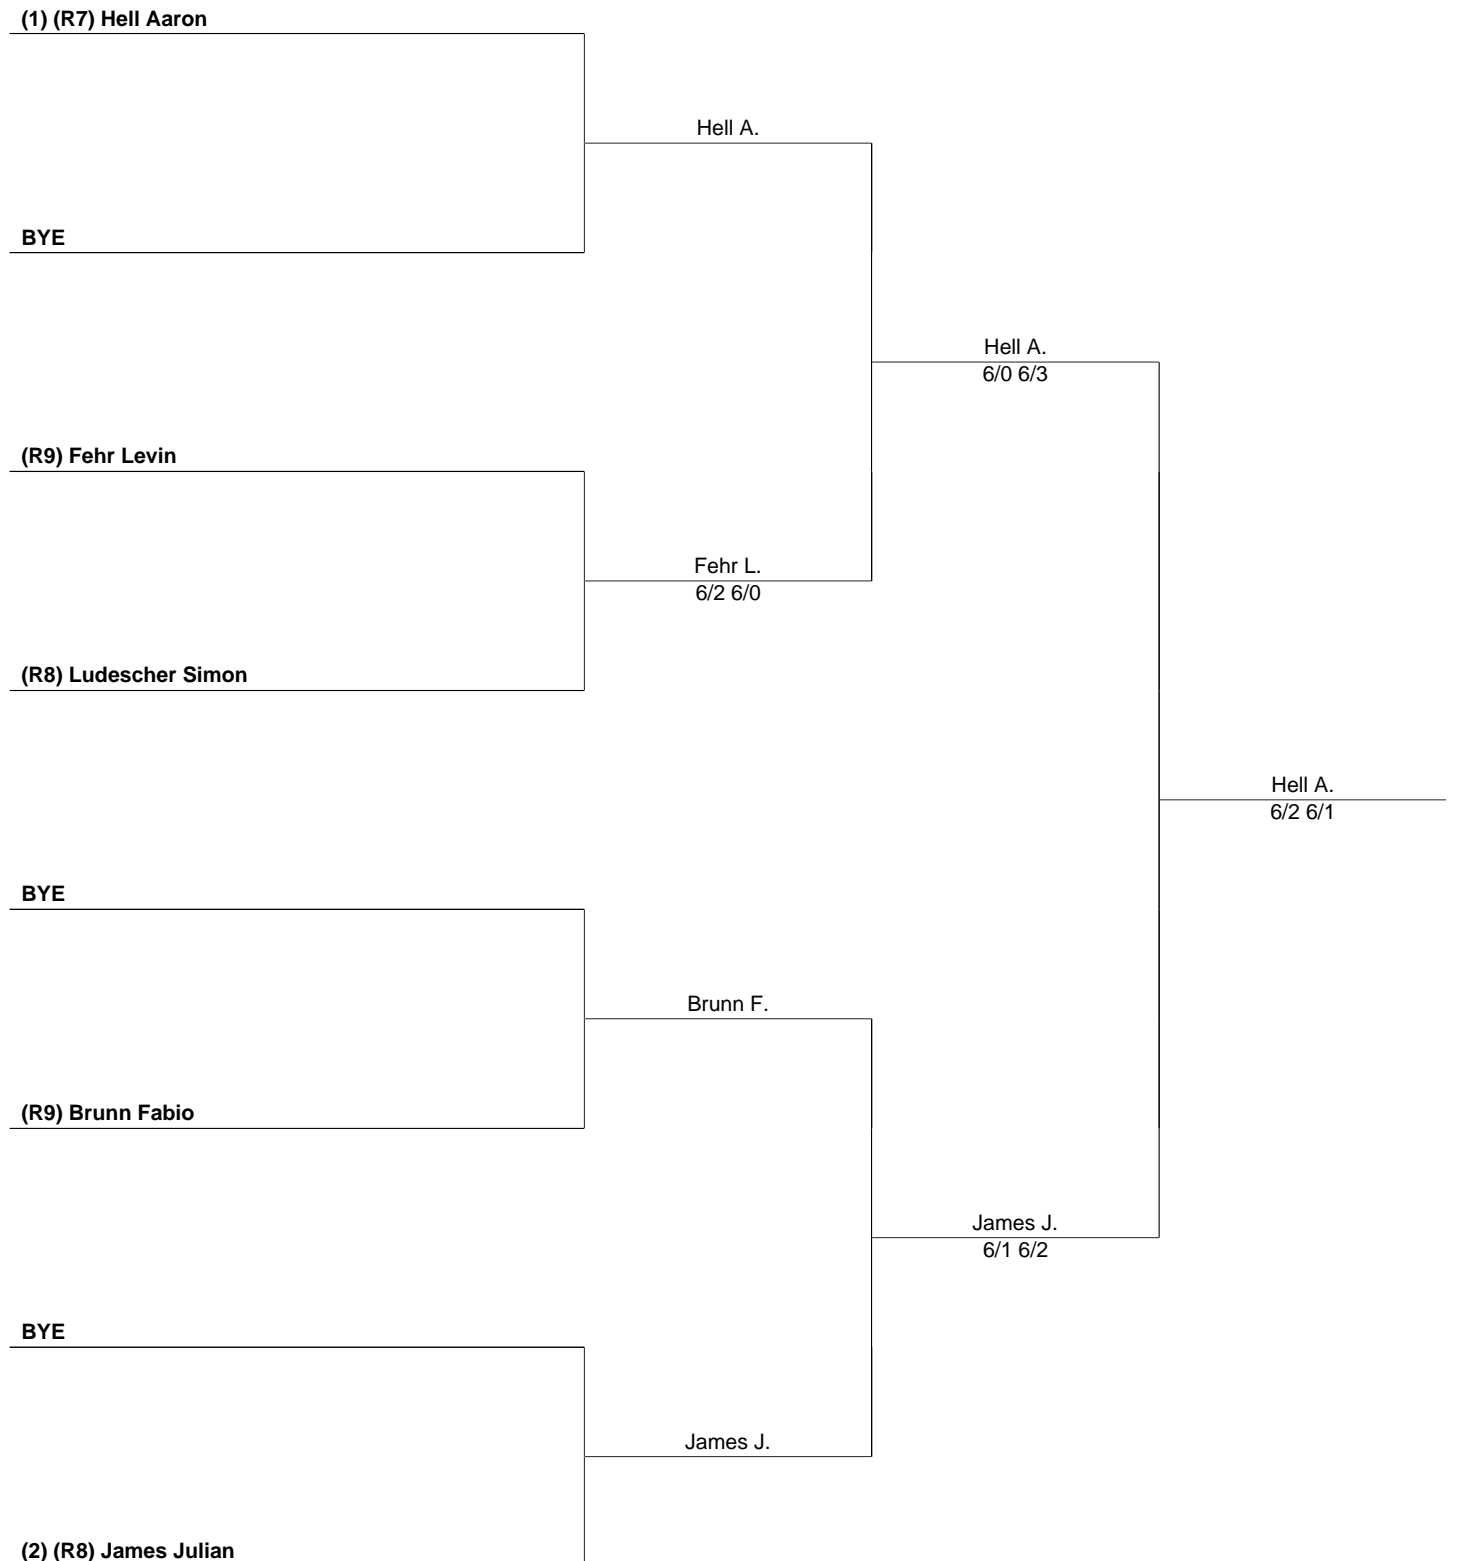 (1) (R7) Hell Aaron
Hell A.
BYE
Hell A.
6/0 6/3
(R9) Fehr Levin
Fehr L.
6/2 6/0
(R8) Ludescher Simon
Hell A.
6/2 6/1
BYE
Brunn F.
(R9) Brunn Fabio
James J.
6/1 6/2
BYE
James J.
(2) (R8) James Julian